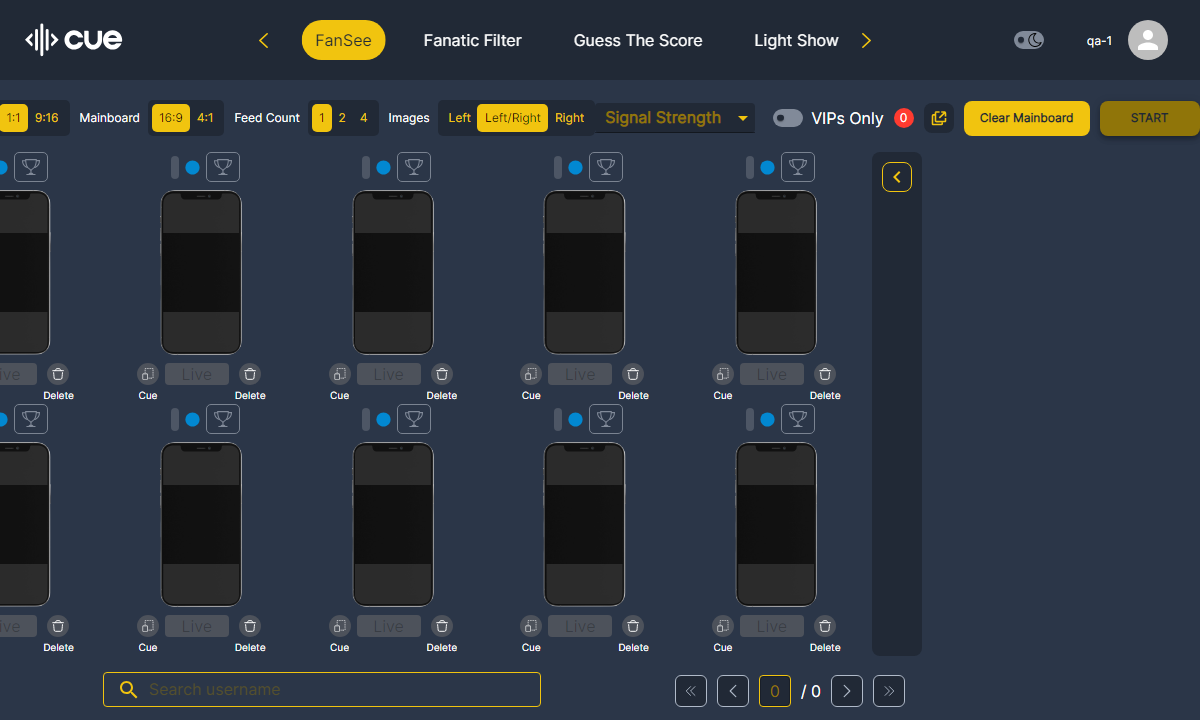 cue
FanSee Fanatic Filter Guess The Score Light Show
qa-1
1:1 9:16 Mainboard 16:9 4:1 Feed Count 1 2 4 Images Left Left/Right Right Signal Strength VIPs Only 0 Clear Mainboard START
ive Live Live Live Live
Delete Cue Delete Cue Delete Cue Delete Cue Delete
ive Live Live Live Live
Delete Cue Delete Cue Delete Cue Delete Cue Delete
Search username 0 / 0